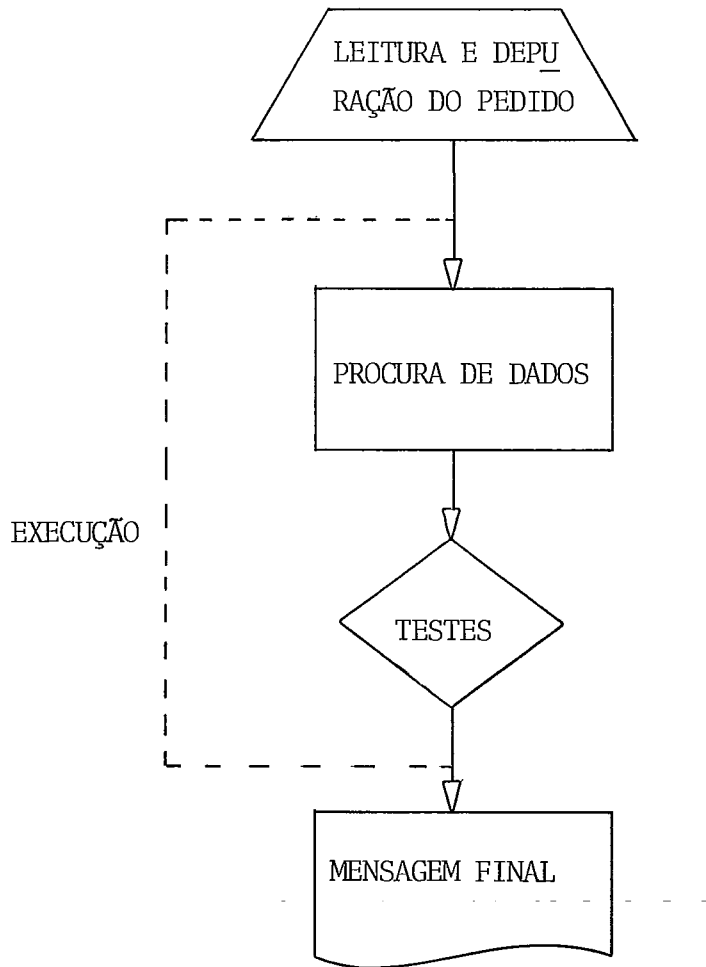 LEITURA E DEPU
RAÇÃO DO PEDIDO
PROCURA DE DADOS
EXECUÇÃO
TESTES
MENSAGEM FINAL